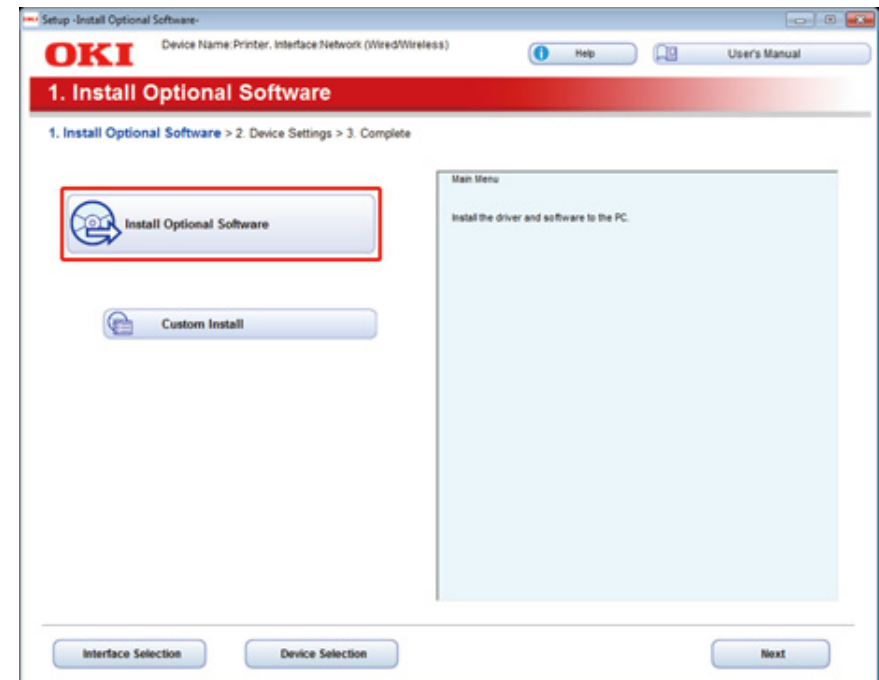 Setup -Install Optional Software-
OKI
Device Name:Printer, Interface:Network (Wired/Wireless)
Help
User's Manual
1. Install Optional Software
1. Install Optional Software > 2. Device Settings > 3. Complete
Main Menu
Install Optional Software
Install the driver and software to the PC.
Custom Install
Interface Selection
Device Selection
Next